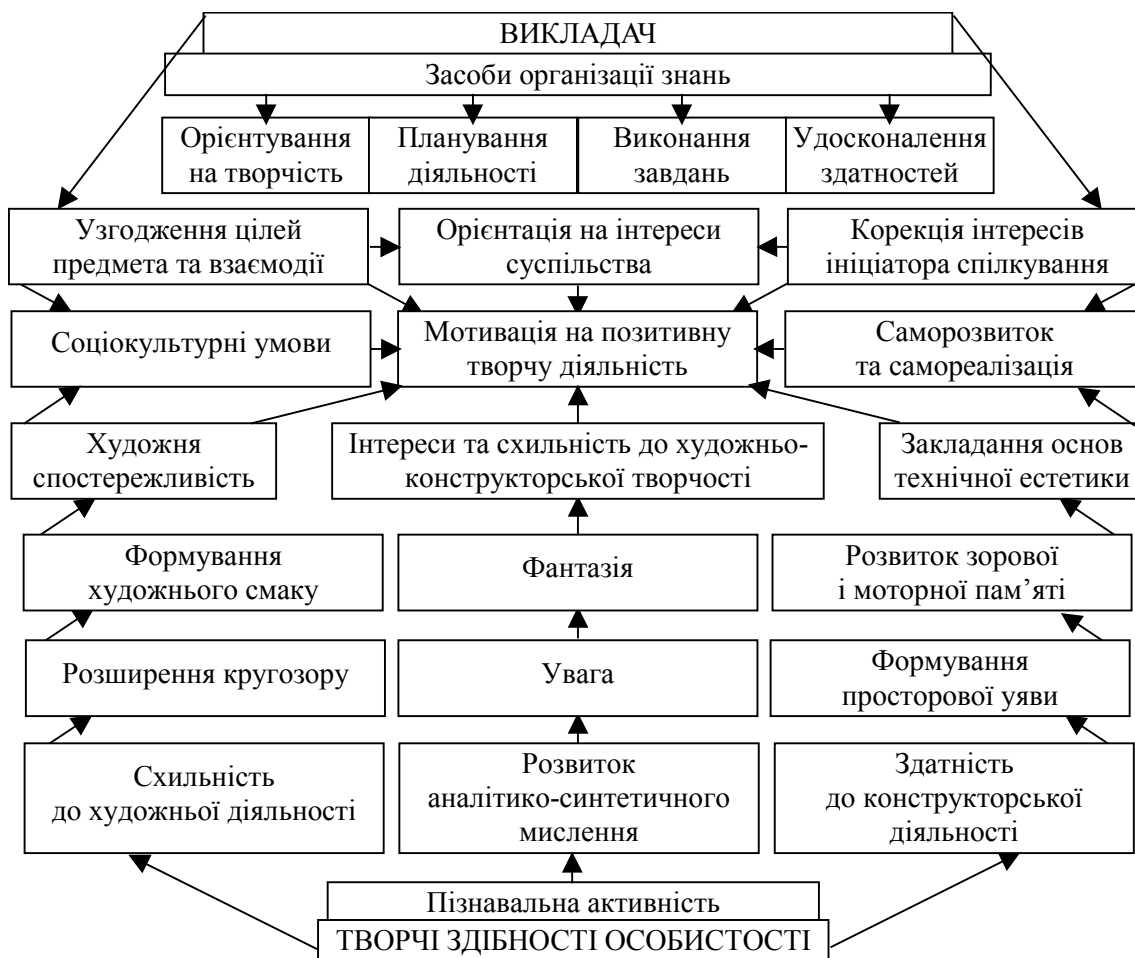 ВИКЛАДАЧ
Засоби організації знань
Орієнтування
на творчість
Планування
діяльності
Виконання
завдань
Удосконалення
здатностей
Узгодження цілей
предмета та взаємодії
Орієнтація на інтереси
суспільства
Корекція інтересів
ініціатора спілкування
Соціокультурні умови
Мотивація на позитивну
творчу діяльність
Саморозвиток
та самореалізація
Художня
спостережливість
Інтереси та схильність до художньо-
конструкторської творчості
Закладання основ
технічної естетики
Формування
художнього смаку
Фантазія
Розвиток зорової
і моторної пам’яті
Розширення кругозору
Увага
Формування
просторової уяви
Схильність
до художньої діяльності
Розвиток
аналітико-синтетичного
мислення
Здатність
до конструкторської
діяльності
Пізнавальна активність
ТВОРЧІ ЗДІБНОСТІ ОСОБИСТОСТІ